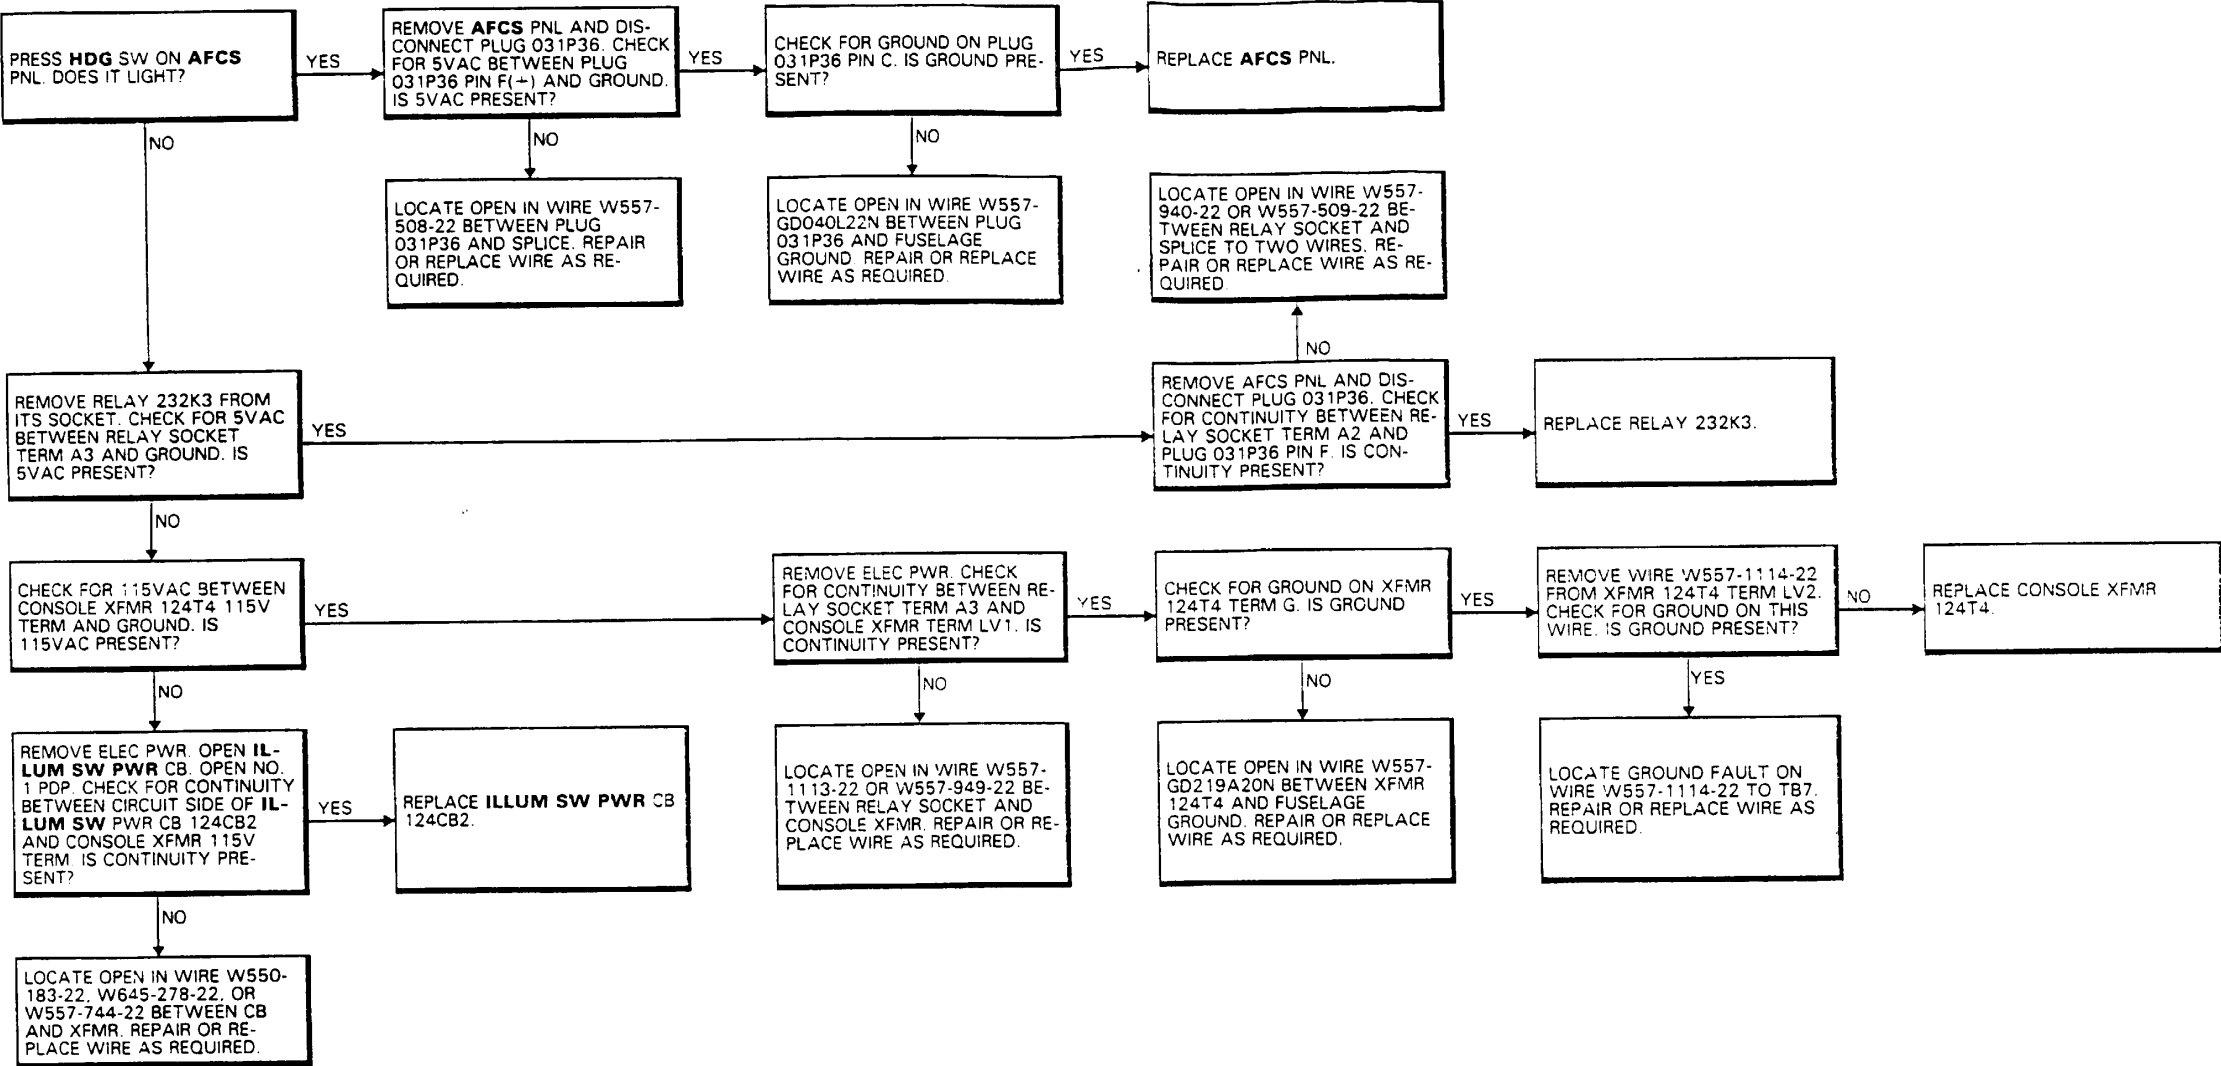 PRESS HDG SW ON AFCS
PNL. DOES IT LIGHT?
YES
REMOVE AFCS PNL AND DIS-
CONNECT PLUG 031P36. CHECK
FOR 5VAC BETWEEN PLUG
031P36 PIN F(+) AND GROUND.
IS 5VAC PRESENT?
YES
CHECK FOR GROUND ON PLUG
031P36 PIN C. IS GROUND PRE-
SENT?
YES
REPLACE AFCS PNL.
NO
NO
NO
LOCATE OPEN IN WIRE W557-
508-22 BETWEEN PLUG
031P36 AND SPLICE. REPAIR
OR REPLACE WIRE AS RE-
QUIRED.
LOCATE OPEN IN WIRE W557-
GD040L22N BETWEEN PLUG
031P36 AND FUSELAGE
GROUND. REPAIR OR REPLACE
WIRE AS REQUIRED.
LOCATE OPEN IN WIRE W557-
940-22 OR W557-509-22 BE-
TWEEN RELAY SOCKET AND
SPLICE TO TWO WIRES. RE-
PAIR OR REPLACE WIRE AS RE-
QUIRED.
NO
REMOVE RELAY 232K3 FROM
ITS SOCKET. CHECK FOR 5VAC
BETWEEN RELAY SOCKET
TERM A3 AND GROUND. IS
5VAC PRESENT?
YES
REMOVE AFCS PNL AND DIS-
CONNECT PLUG 031P36. CHECK
FOR CONTINUITY BETWEEN RE-
LAY SOCKET TERM A2 AND
PLUG 031P36 PIN F. IS CON-
TINUITY PRESENT?
YES
REPLACE RELAY 232K3.
NO
CHECK FOR 115VAC BETWEEN
CONSOLE XFMR 124T4 115V
TERM AND GROUND. IS
115VAC PRESENT?
YES
REMOVE ELEC PWR. CHECK
FOR CONTINUITY BETWEEN RE-
LAY SOCKET TERM A3 AND
CONSOLE XFMR TERM LV1. IS
CONTINUITY PRESENT?
YES
CHECK FOR GROUND ON XFMR
124T4 TERM G. IS GROUND
PRESENT?
YES
REMOVE WIRE W557-1114-22
FROM XFMR 124T4 TERM LV2.
CHECK FOR GROUND ON THIS
WIRE. IS GROUND PRESENT?
NO
REPLACE CONSOLE XFMR
124T4.
NO
NO
NO
YES
REMOVE ELEC PWR. OPEN IL-
LUM SW PWR CB. OPEN NO.
1 PDP. CHECK FOR CONTINUITY
BETWEEN CIRCUIT SIDE OF IL-
LUM SW PWR CB 124CB2
AND CONSOLE XFMR 115V
TERM. IS CONTINUITY PRE-
SENT?
YES
REPLACE ILLUM SW PWR CB
124CB2.
LOCATE OPEN IN WIRE W557-
1113-22 OR W557-949-22 BE-
TWEEN RELAY SOCKET AND
CONSOLE XFMR. REPAIR OR RE-
PLACE WIRE AS REQUIRED.
LOCATE OPEN IN WIRE W557-
GD219A20N BETWEEN XFMR
124T4 AND FUSELAGE
GROUND. REPAIR OR REPLACE
WIRE AS REQUIRED.
LOCATE GROUND FAULT ON
WIRE W557-1114-22 TO TB7.
REPAIR OR REPLACE WIRE AS
REQUIRED.
NO
LOCATE OPEN IN WIRE W550-
183-22, W645-278-22, OR
W557-744-22 BETWEEN CB
AND XFMR. REPAIR OR RE-
PLACE WIRE AS REQUIRED.